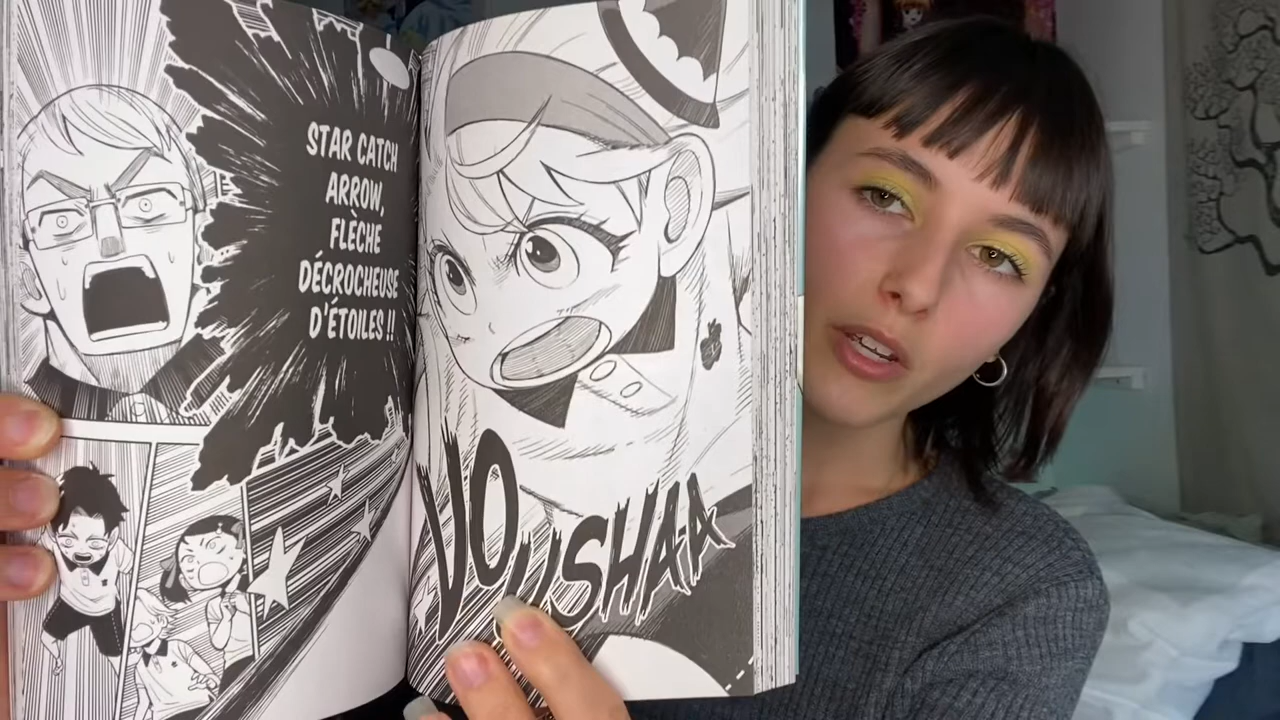 STAR CATCH
ARROW,
FLÈCHE
DÉCROCHEUSE
D'ÉTOILES !!
VOUSHAA